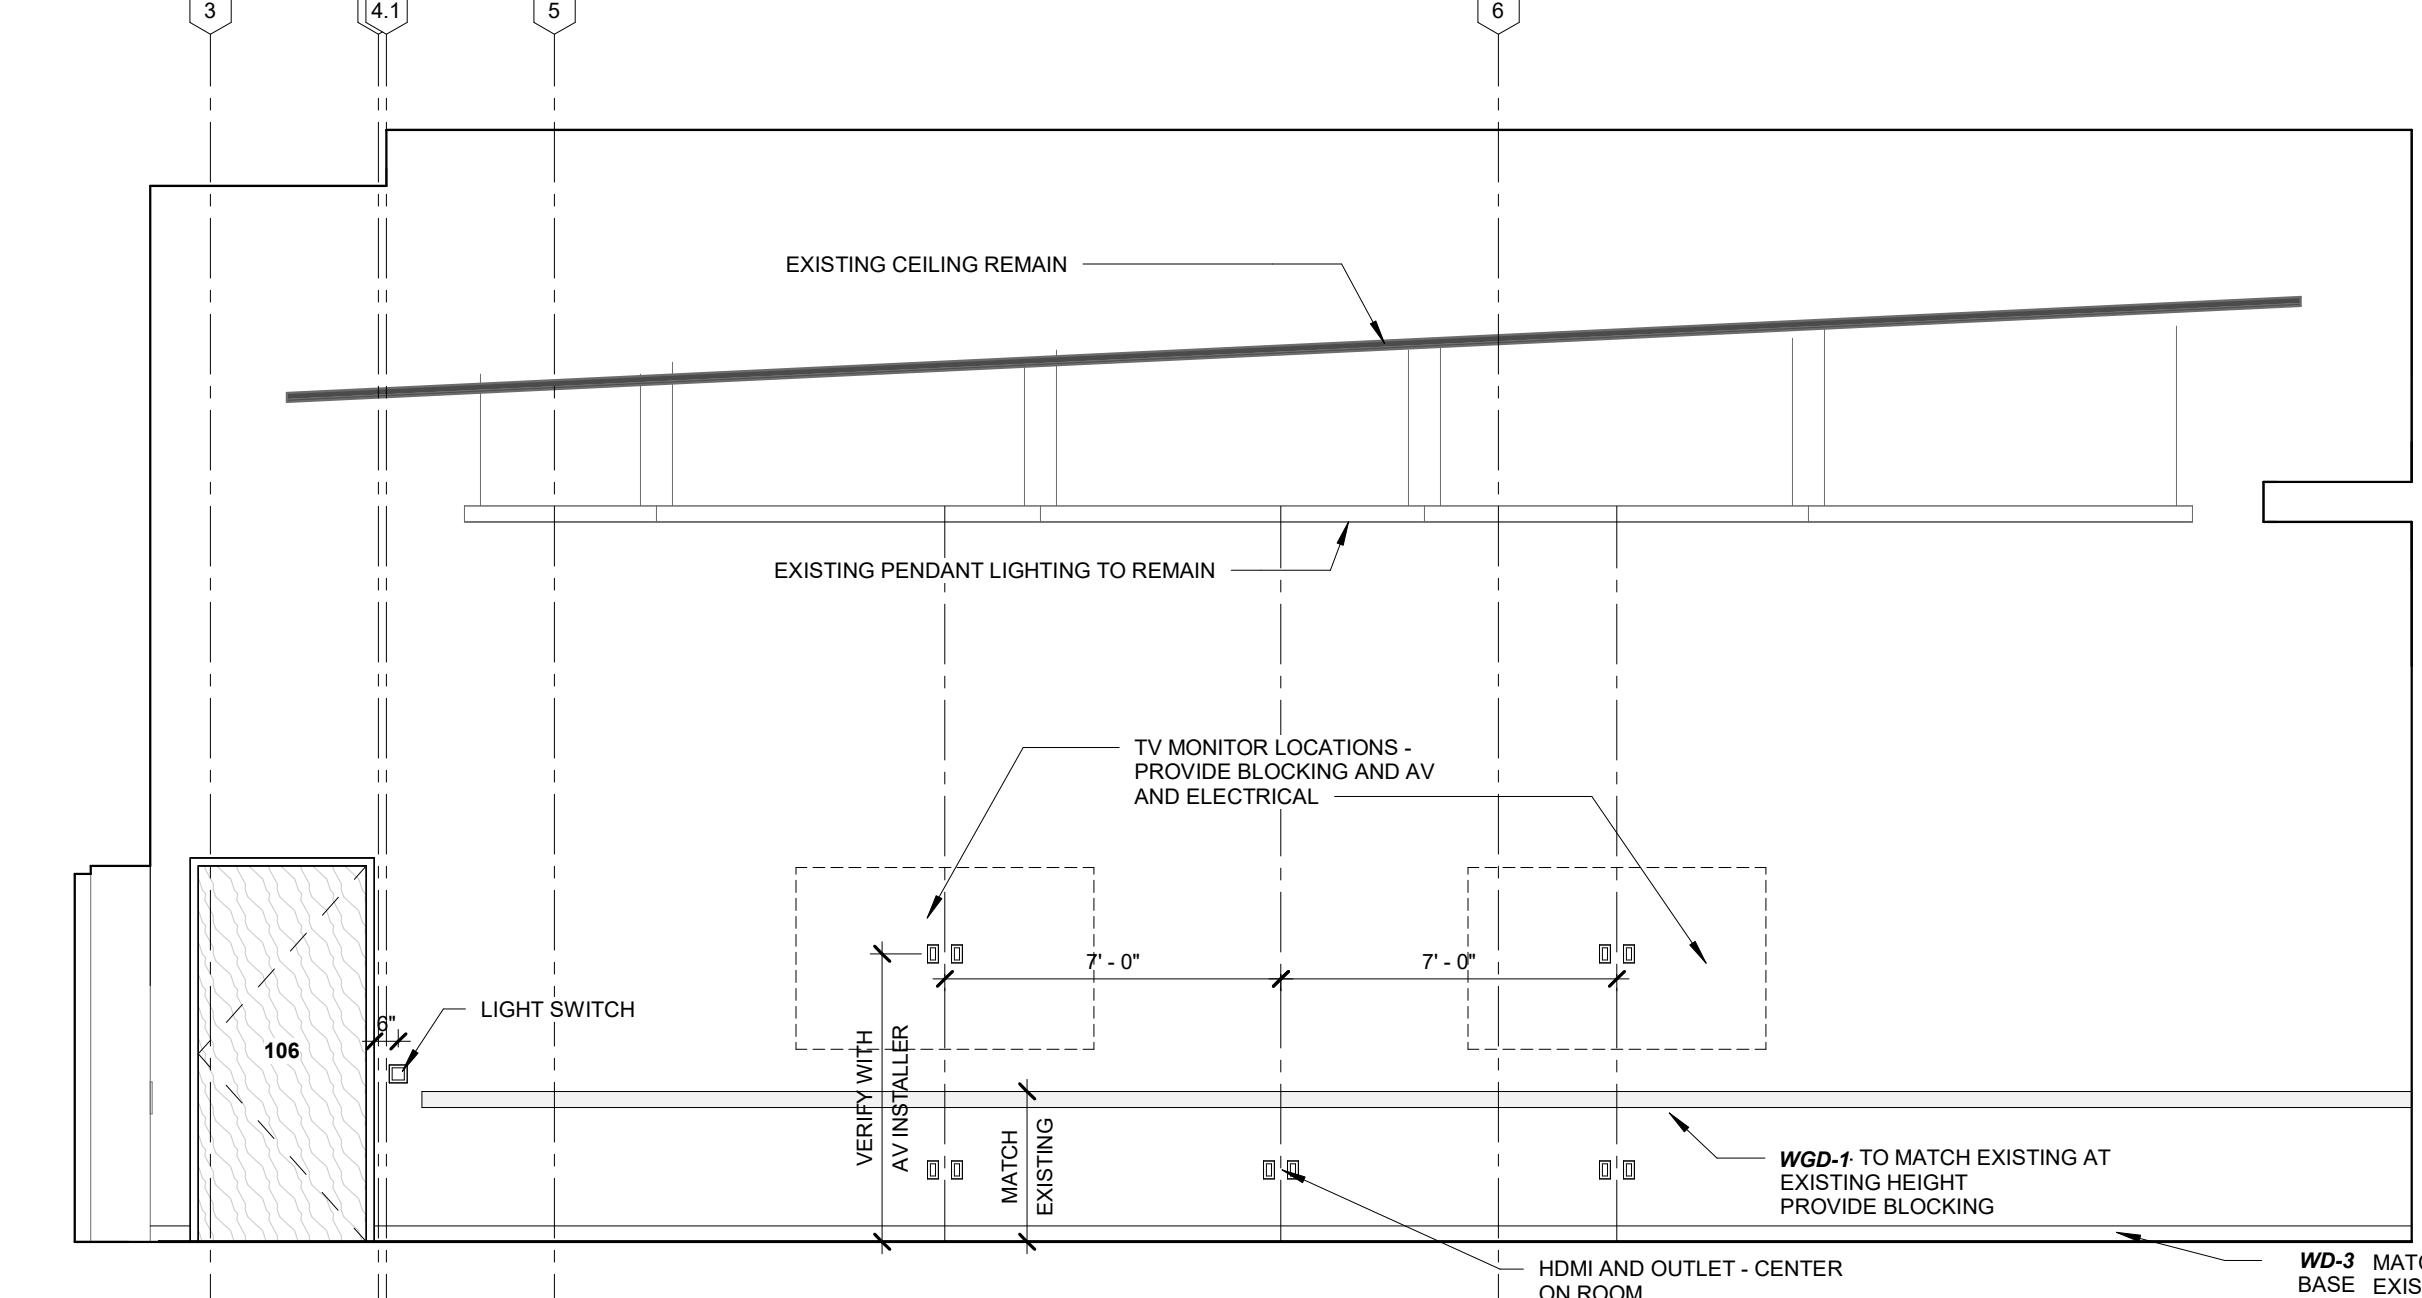 3
4.1
5
6
EXISTING CEILING REMAIN
EXISTING PENDANT LIGHTING TO REMAIN
TV MONITOR LOCATIONS -
PROVIDE BLOCKING AND AV
AND ELECTRICAL
7' - 0"
7' - 0"
LIGHT SWITCH
6"
106
VERIFY WITH
AV INSTALLER
MATCH
EXISTING
WGD-1 TO MATCH EXISTING AT
EXISTING HEIGHT
PROVIDE BLOCKING
HDMI AND OUTLET - CENTER
ON ROOM
WD-3
BASE